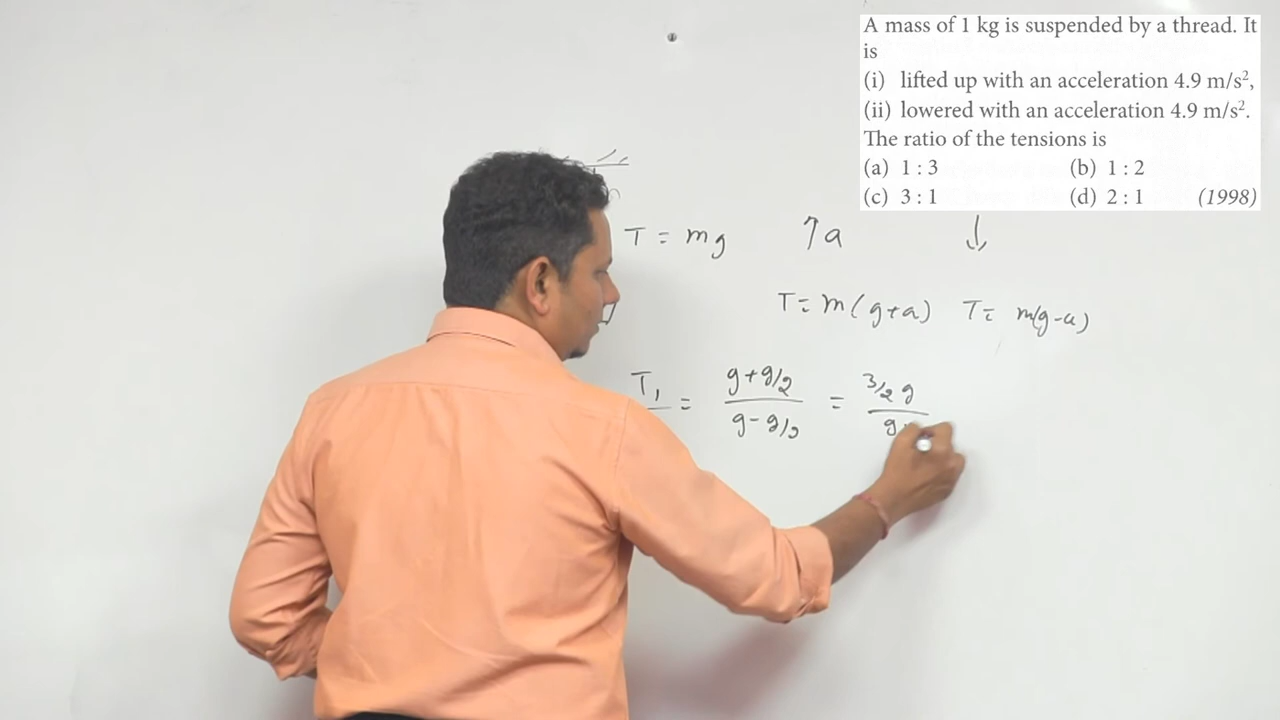 A mass of 1 kg is suspended by a thread. It
is
(i) lifted up with an acceleration 4.9 m/s²,
(ii) lowered with an acceleration 4.9 m/s².
The ratio of the tensions is
(a) 1 : 3 (b) 1 : 2
(c) 3 : 1 (d) 2 : 1 (1998)
T = mg ↑a ↓
T = m(g+a) T = m(g-a)
T₁ = g+g/2 / g-g/2 = 3/2 g / g